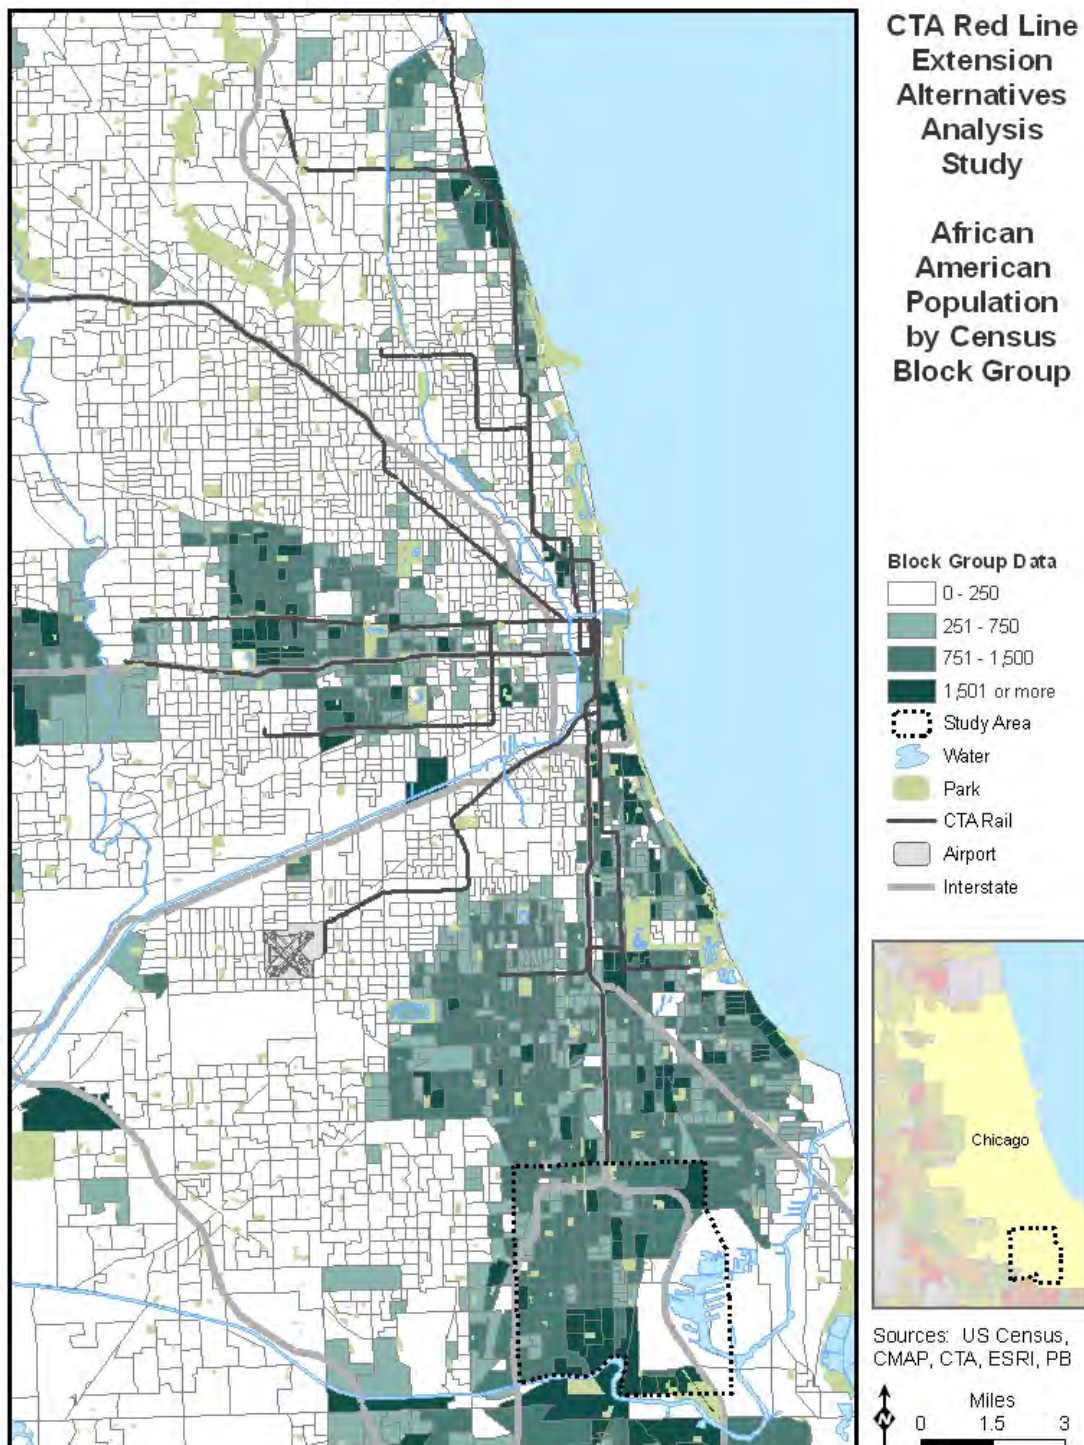 CTA Red Line
Extension
Alternatives
Analysis
Study
African
American
Population
by Census
Block Group
Block Group Data
0 - 250
251 - 750
751 - 1,500
1,501 or more
Study Area
Water
Park
CTA Rail
Airport
Interstate
Chicago
Sources: US Census,
CMAP, CTA, ESRI, PB
N
Miles
0 1.5 3